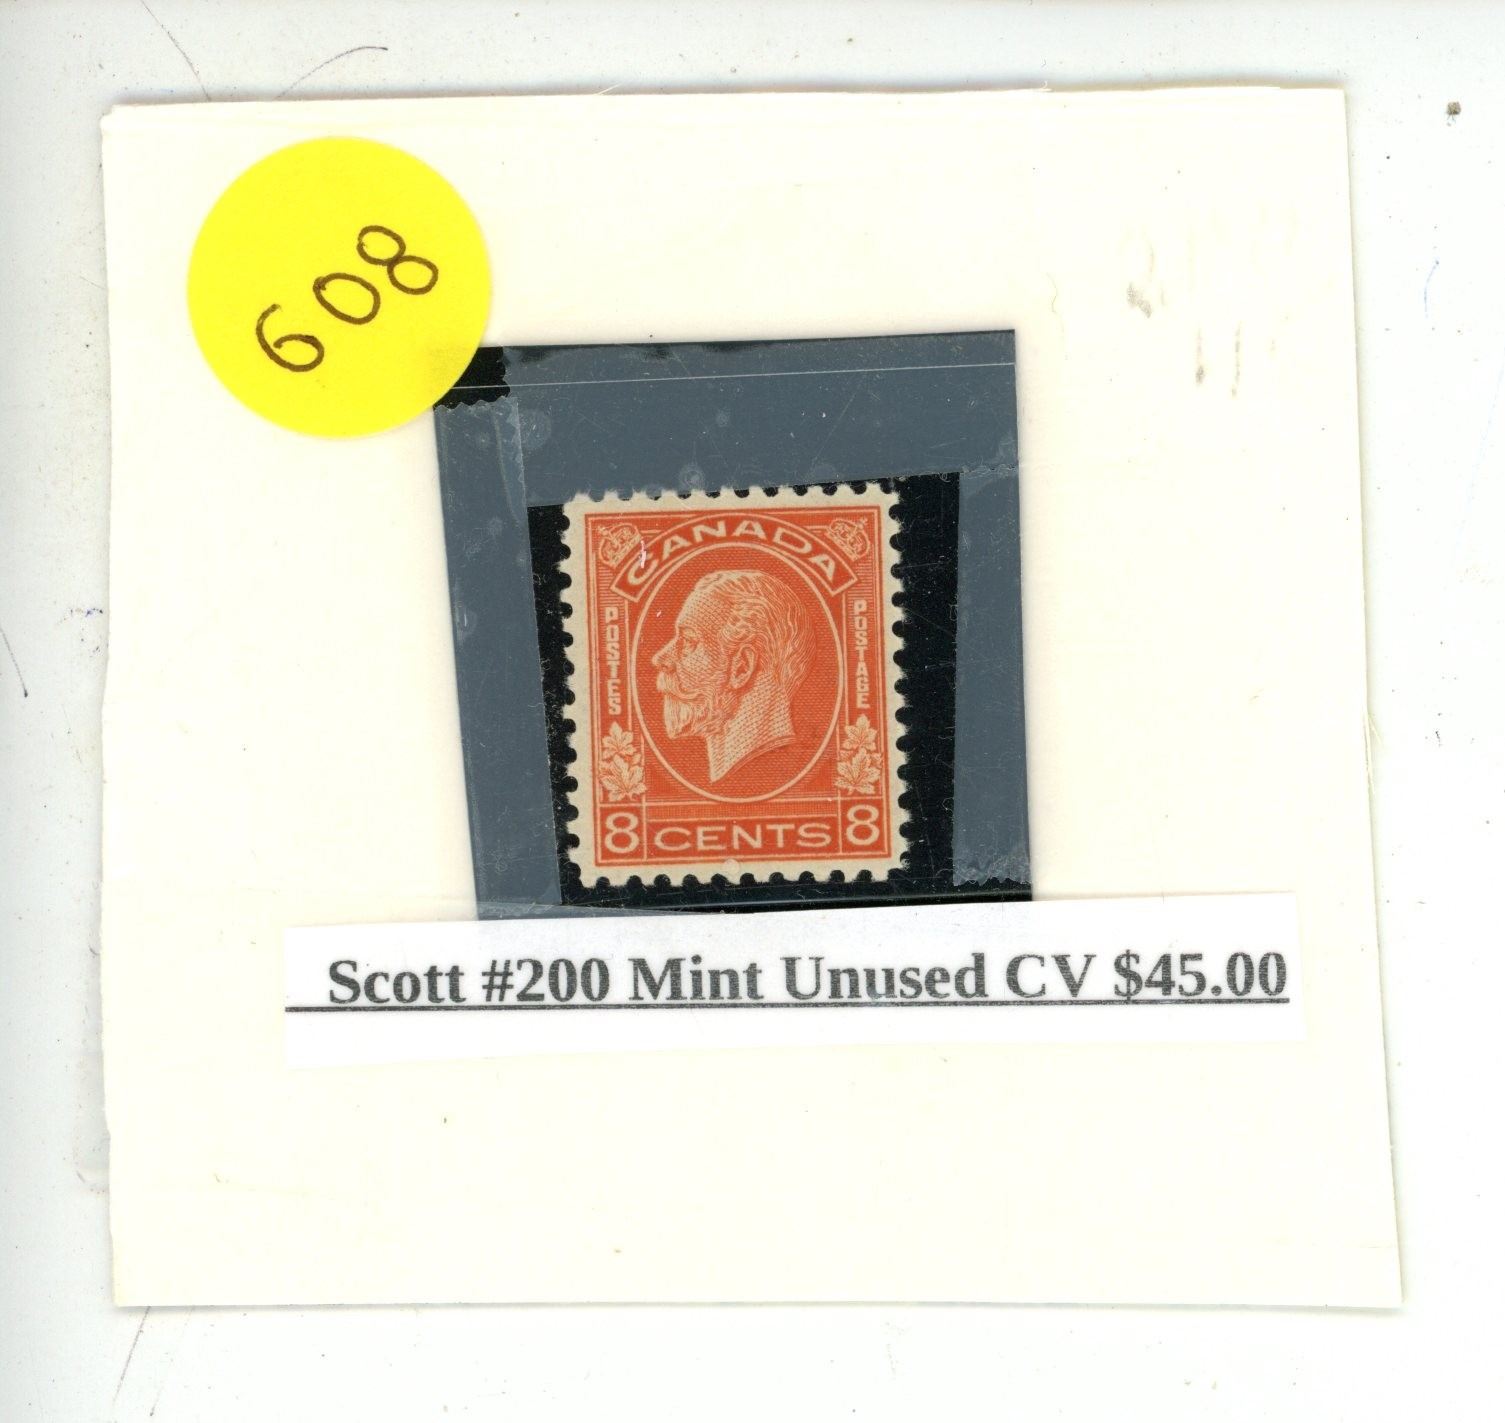 608
CANADA
POSTES
POSTAGE
8 CENTS 8
Scott #200 Mint Unused CV $45.00